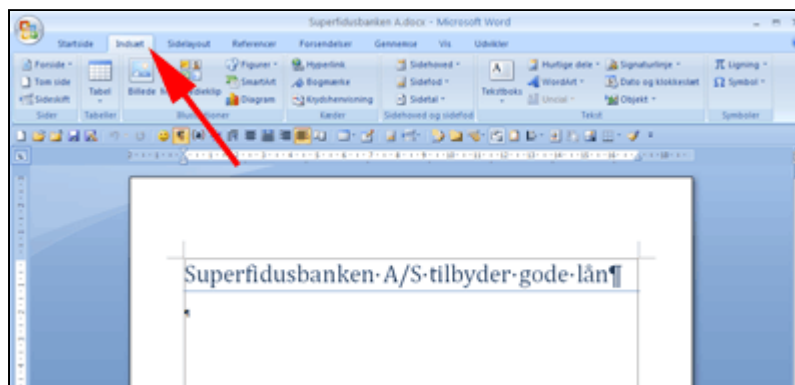 Superfidusbanken A.docx - Microsoft Word
Startside Indsæt Sidelayout Referencer Forsendelser Gennemse Vis Udvikler
Forside Figurer Hyperlink Sidehoved Hurtige dele Signaturlinje Ligning
Tom side Tabel Billede SmartArt Bogmærke Sidefod Tekstboks WordArt Dato og klokkeslæt Symbol
Sideskift Diagram Krydshenvisning Sidetal Uncial Objekt
Sider Tabeller Illustrationer Kæder Sidehoved og sidefod Tekst Symboler
Superfidusbanken·A/S·tilbyder·gode·lån¶
¶